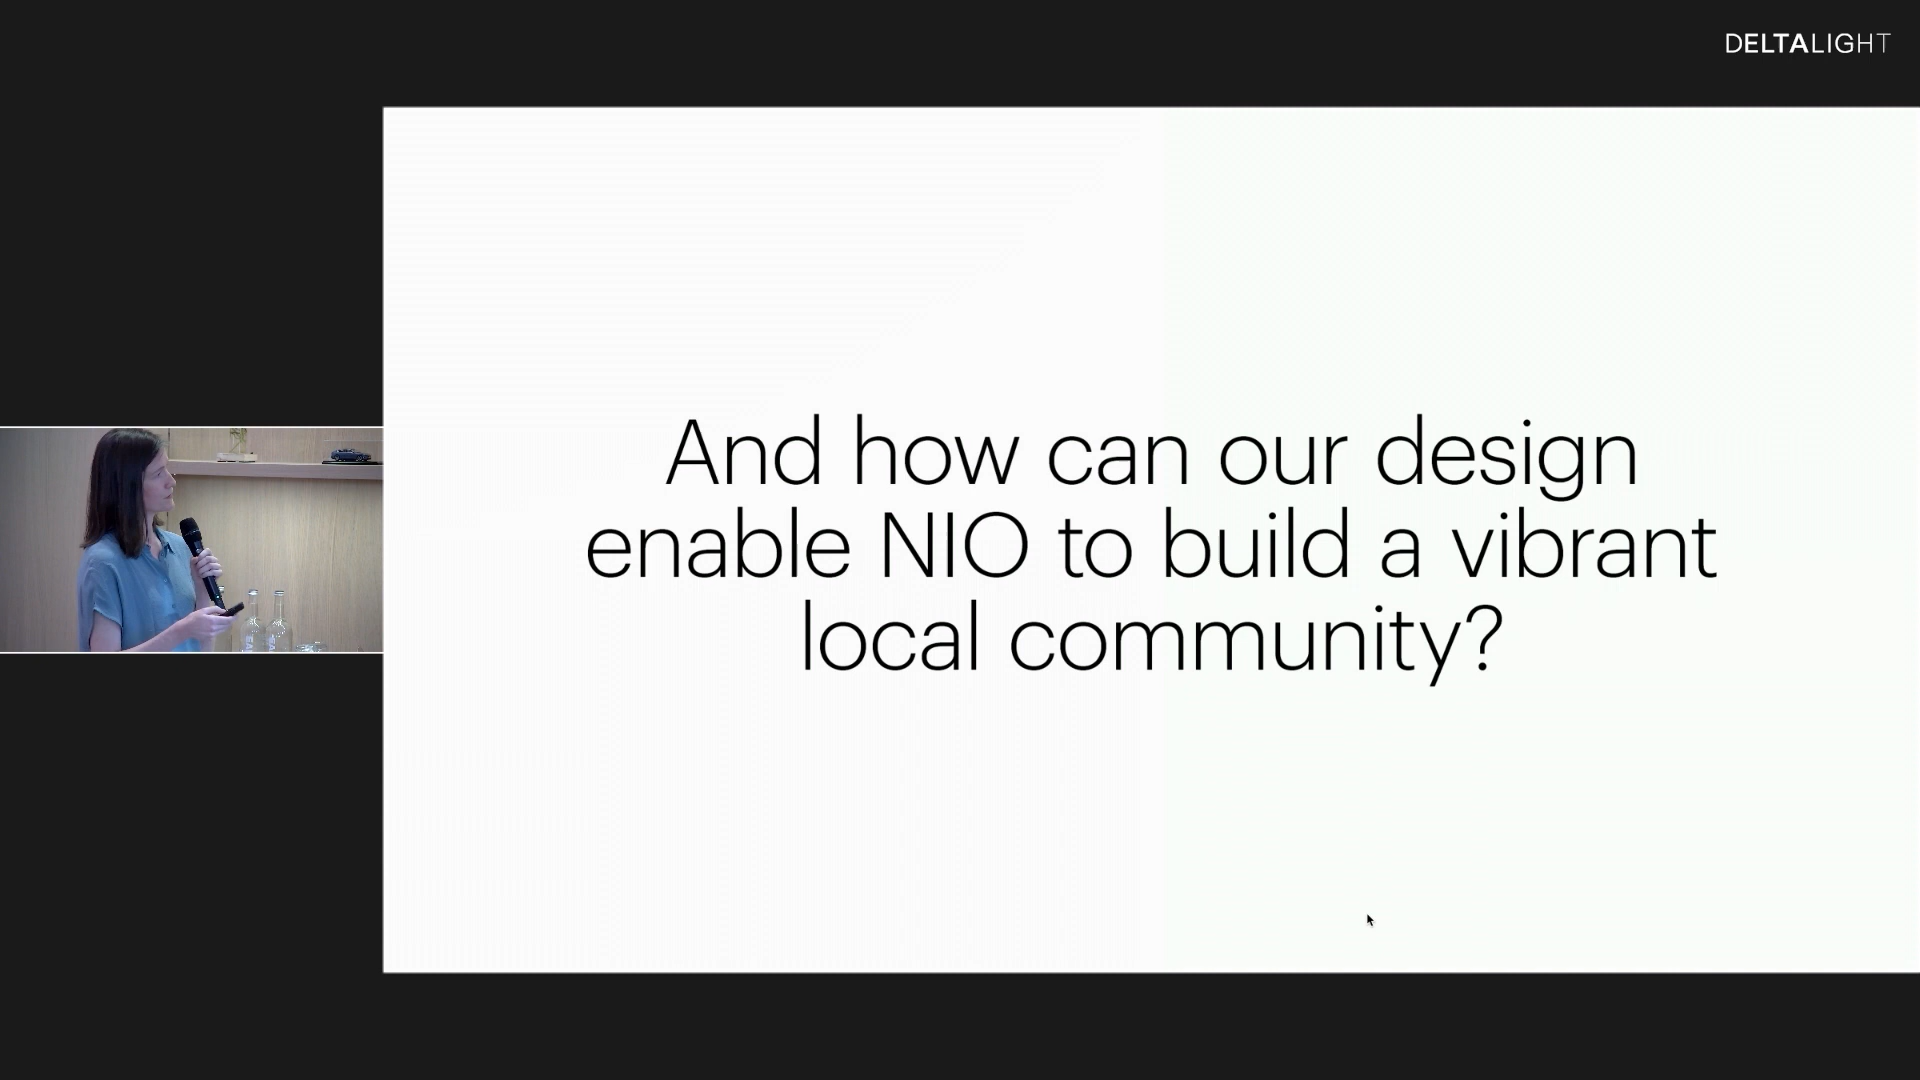 DELTALIGHT
And how can our design
enable NIO to build a vibrant
local community?